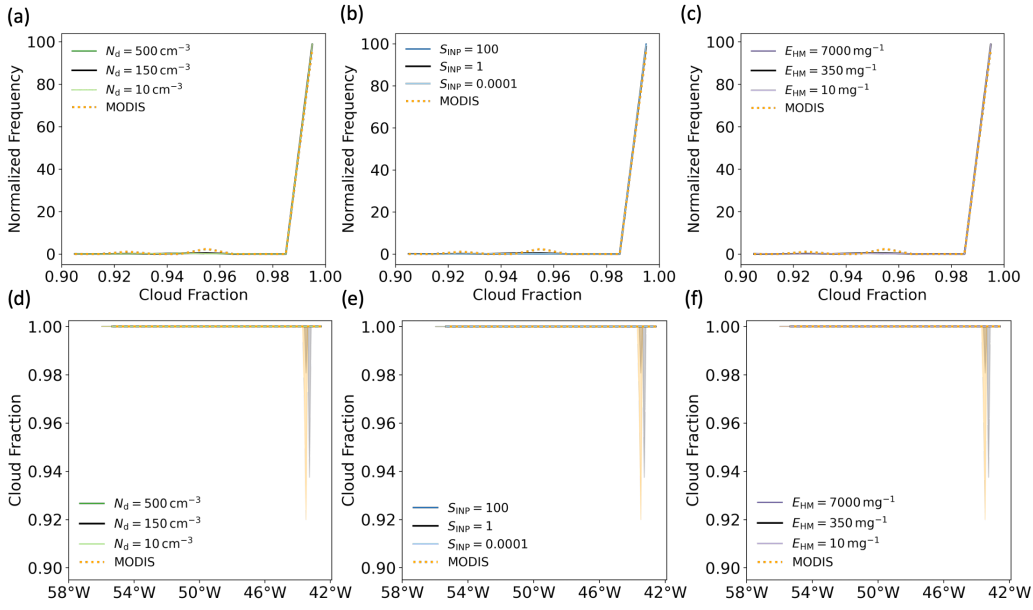 (a)
(b)
(c)
Normalized Frequency
100
80
60
40
20
0
0.90 0.92 0.94 0.96 0.98 1.00
Cloud Fraction
N_d = 500 cm⁻³
N_d = 150 cm⁻³
N_d = 10 cm⁻³
MODIS
Normalized Frequency
100
80
60
40
20
0
0.90 0.92 0.94 0.96 0.98 1.00
Cloud Fraction
S_INP = 100
S_INP = 1
S_INP = 0.0001
MODIS
Normalized Frequency
100
80
60
40
20
0
0.90 0.92 0.94 0.96 0.98 1.00
Cloud Fraction
E_HM = 7000 mg⁻¹
E_HM = 350 mg⁻¹
E_HM = 10 mg⁻¹
MODIS
(d)
(e)
(f)
Cloud Fraction
1.00
0.98
0.96
0.94
0.92
0.90
58°W 54°W 50°W 46°W 42°W
N_d = 500 cm⁻³
N_d = 150 cm⁻³
N_d = 10 cm⁻³
MODIS
Cloud Fraction
1.00
0.98
0.96
0.94
0.92
0.90
58°W 54°W 50°W 46°W 42°W
S_INP = 100
S_INP = 1
S_INP = 0.0001
MODIS
Cloud Fraction
1.00
0.98
0.96
0.94
0.92
0.90
58°W 54°W 50°W 46°W 42°W
E_HM = 7000 mg⁻¹
E_HM = 350 mg⁻¹
E_HM = 10 mg⁻¹
MODIS